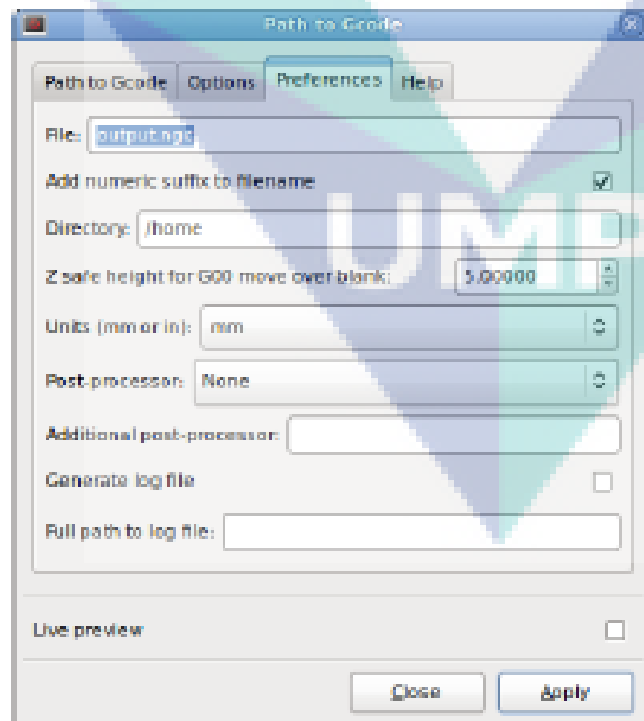 Path to Gcode
Path to Gcode Options Preferences Help
File: output.ngc
Add numeric suffix to filename
Directory: /home
Z safe height for G00 move over blank: 5.00000
Units (mm or in): mm
Post-processor: None
Additional post-processor:
Generate log file
Full path to log file:
Live preview
Close Apply
UMP